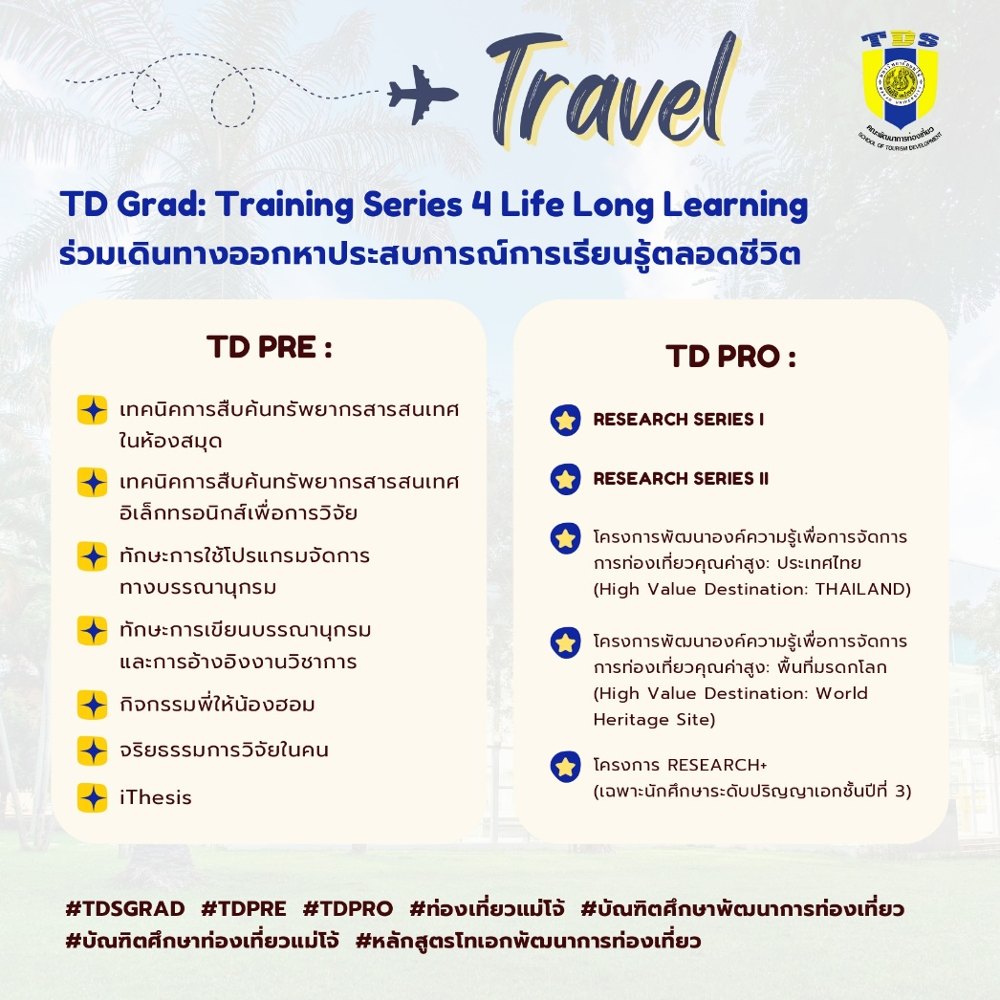 Travel
TDS
คณะพัฒนาการท่องเที่ยว
SCHOOL OF TOURISM DEVELOPMENT
TD Grad: Training Series 4 Life Long Learning
ร่วมเดินทางออกหาประสบการณ์การเรียนรู้ตลอดชีวิต
TD PRE :
เทคนิคการสืบค้นทรัพยากรสารสนเทศ
ในห้องสมุด
เทคนิคการสืบค้นทรัพยากรสารสนเทศ
อิเล็กทรอนิกส์เพื่อการวิจัย
ทักษะการใช้โปรแกรมจัดการ
ทางบรรณานุกรม
ทักษะการเขียนบรรณานุกรม
และการอ้างอิงงานวิชาการ
กิจกรรมพี่ให้น้องฮอม
จริยธรรมการวิจัยในคน
iThesis
TD PRO :
RESEARCH SERIES I
RESEARCH SERIES II
โครงการพัฒนาองค์ความรู้เพื่อการจัดการ
การท่องเที่ยวคุณค่าสูง: ประเทศไทย
(High Value Destination: THAILAND)
โครงการพัฒนาองค์ความรู้เพื่อการจัดการ
การท่องเที่ยวคุณค่าสูง: พื้นที่มรดกโลก
(High Value Destination: World
Heritage Site)
โครงการ RESEARCH+
(เฉพาะนักศึกษาระดับปริญญาเอกชั้นปีที่ 3)
#TDSGRAD #TDPRE #TDPRO #ท่องเที่ยวแม่โจ้ #บัณฑิตศึกษาพัฒนาการท่องเที่ยว
#บัณฑิตศึกษาท่องเที่ยวแม่โจ้ #หลักสูตรโทเอกพัฒนาการท่องเที่ยว